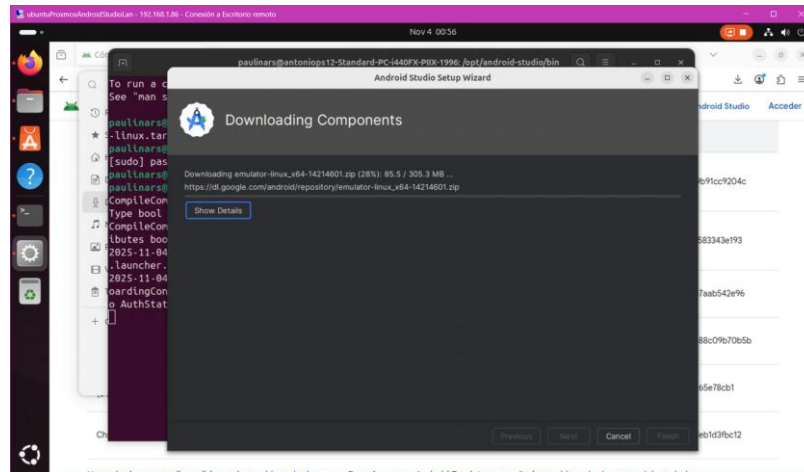 ubuntuProxmoxAndroidStudioLan - 192.168.1.86 - Conexión a Escritorio remoto
Nov 4 00:56
paulinars@antoniops12-Standard-PC-i440FX-PIIX-1996: /opt/android-studio/bin
Android Studio Setup Wizard
To run a c
See "man s
paulinars@
-linux.tar
paulinars@
[sudo] pas
paulinars@
paulinars@
CompileCom
Type bool
CompileCom
ibutes boo
2025-11-04
.launcher.
2025-11-04
oardingCon
o AuthStat
Downloading Components
Downloading emulator-linux_x64-14214601.zip (28%): 85.5 / 305.3 MB ...
https://dl.google.com/android/repository/emulator-linux_x64-14214601.zip
Show Details
Previous
Next
Cancel
Finish
ndroid Studio
Acceder
9b91cc9204c
583343e193
7aab542e96
88c09b70b5b
65e78cb1
eb1d3fbc12
Ch